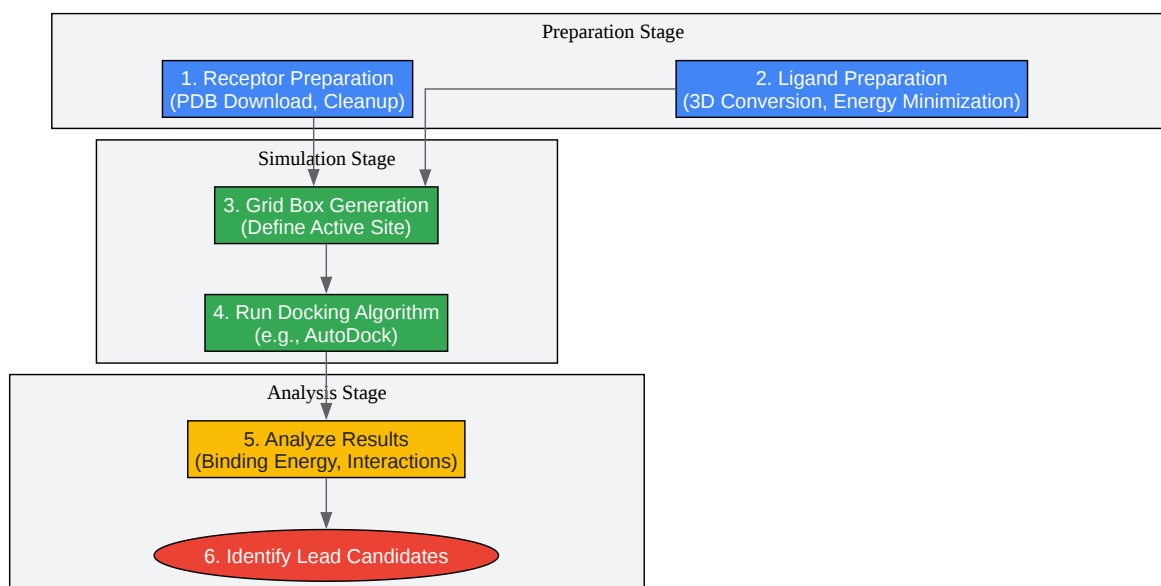 Preparation Stage
1. Receptor Preparation
(PDB Download, Cleanup)
2. Ligand Preparation
(3D Conversion, Energy Minimization)
Simulation Stage
3. Grid Box Generation
(Define Active Site)
4. Run Docking Algorithm
(e.g., AutoDock)
Analysis Stage
5. Analyze Results
(Binding Energy, Interactions)
6. Identify Lead Candidates